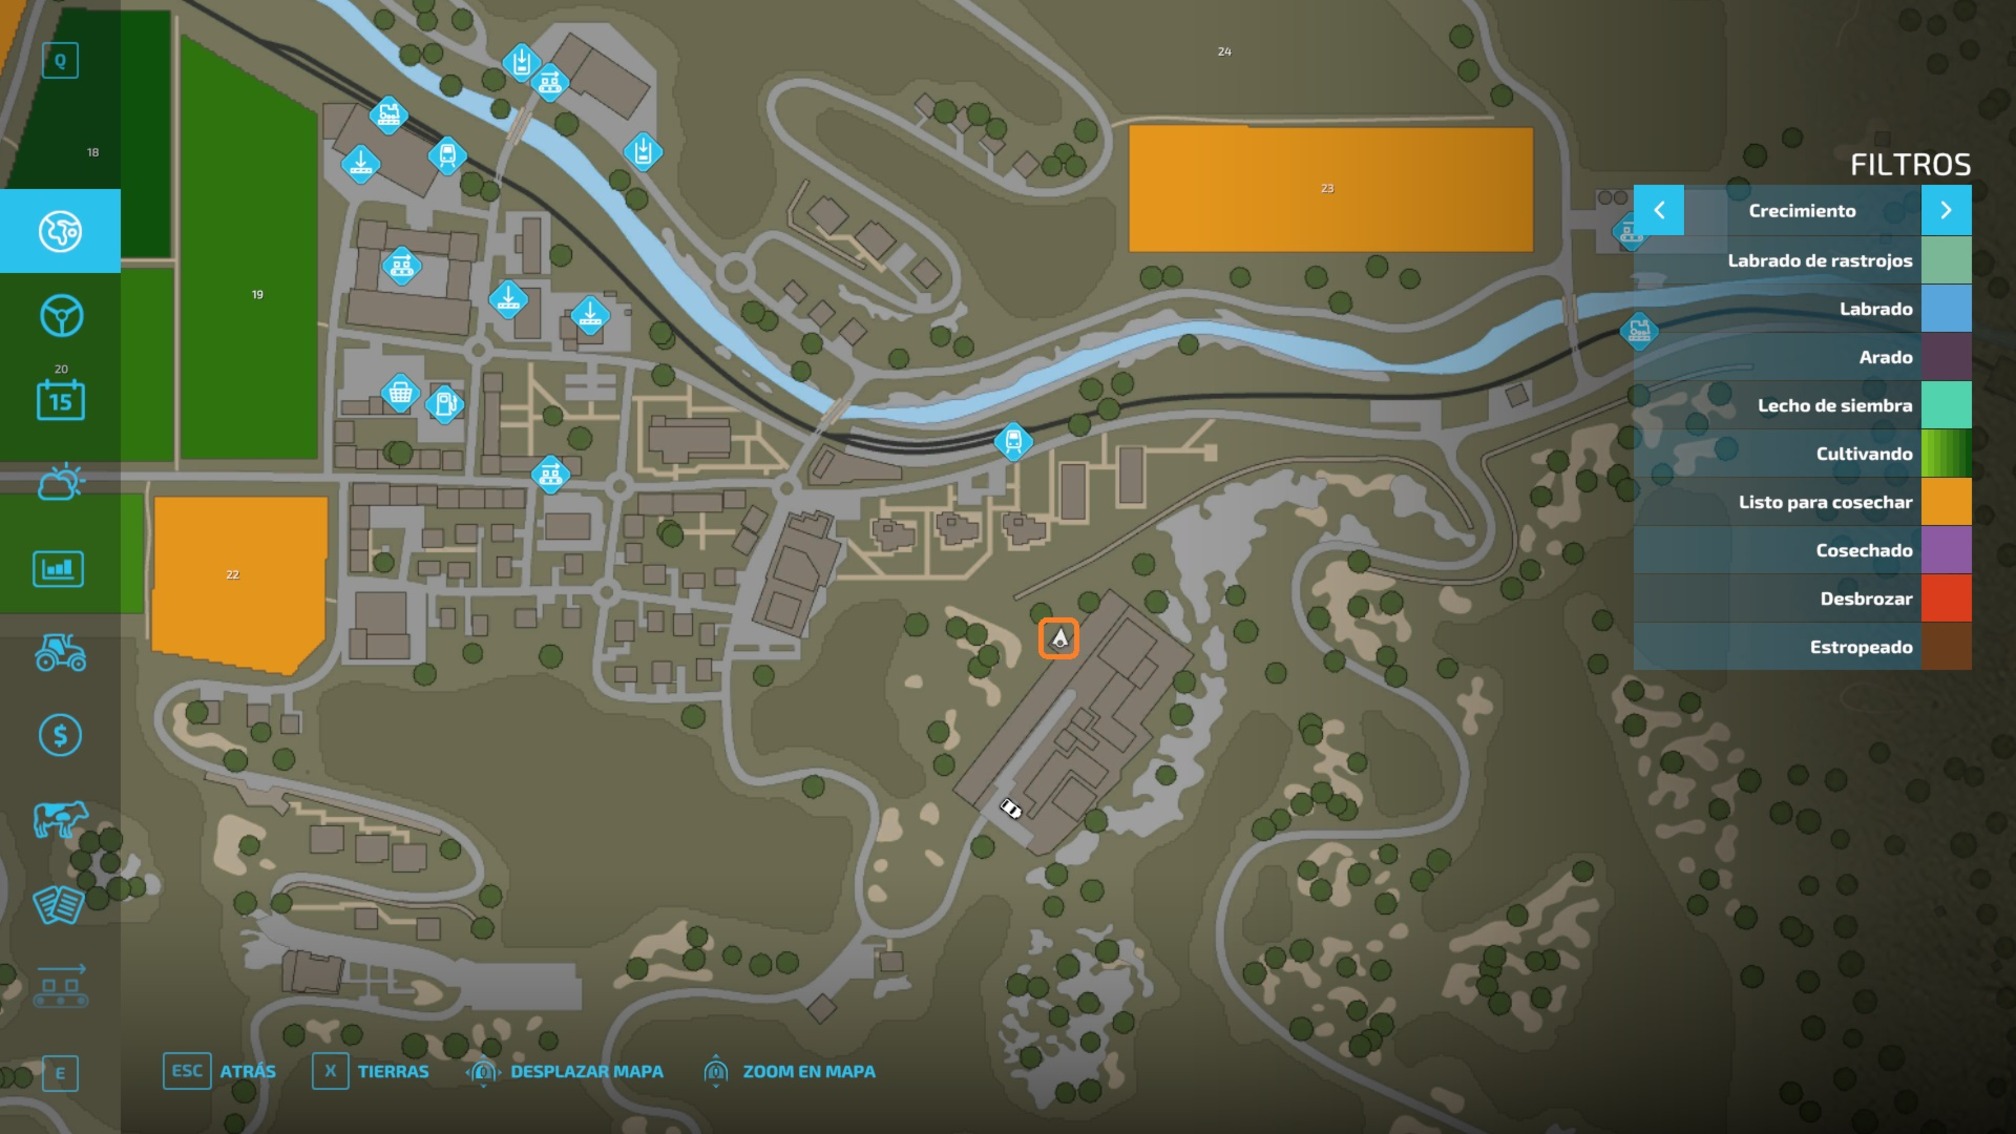 Q
24
18
FILTROS
23
Crecimiento
Labrado de rastrojos
19
Labrado
20
Arado
15
Lecho de siembra
Cultivando
Listo para cosechar
Cosechado
22
Desbrozar
Estropeado
$
E
ESC ATRÁS
X TIERRAS
DESPLAZAR MAPA
ZOOM EN MAPA